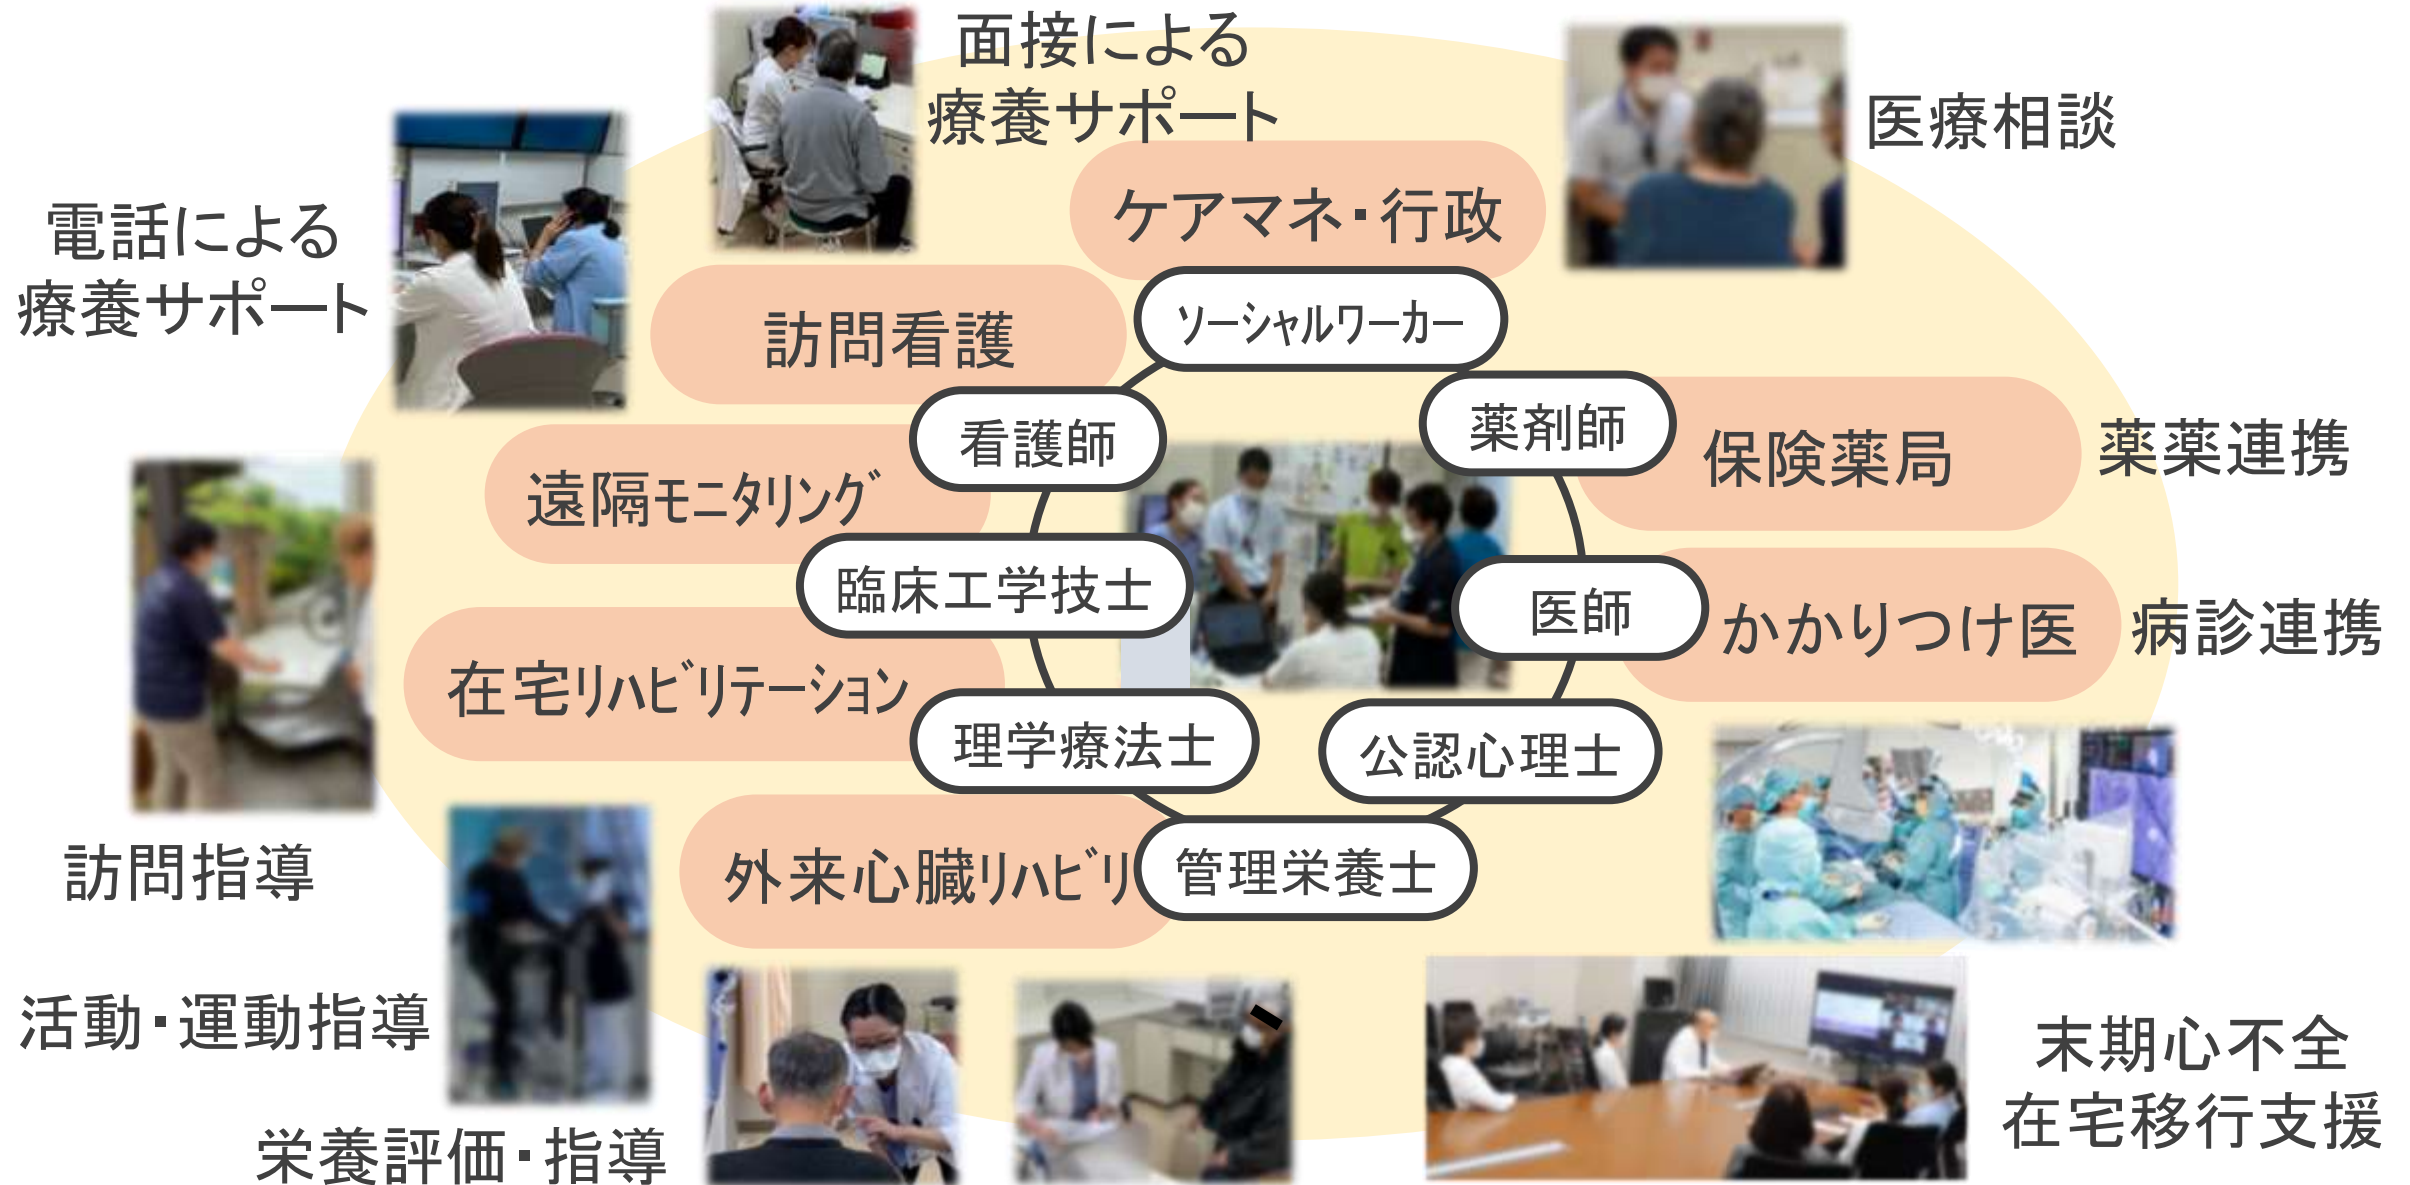 面接による
療養サポート
医療相談
ケアマネ・行政
電話による
療養サポート
ソーシャルワーカー
訪問看護
薬剤師
看護師
保険薬局
薬薬連携
遠隔モニタリング
臨床工学技士
医師
かかりつけ医
病診連携
在宅リハビリテーション
理学療法士
公認心理士
訪問指導
外来心臓リハビリ
管理栄養士
活動・運動指導
末期心不全
在宅移行支援
栄養評価・指導